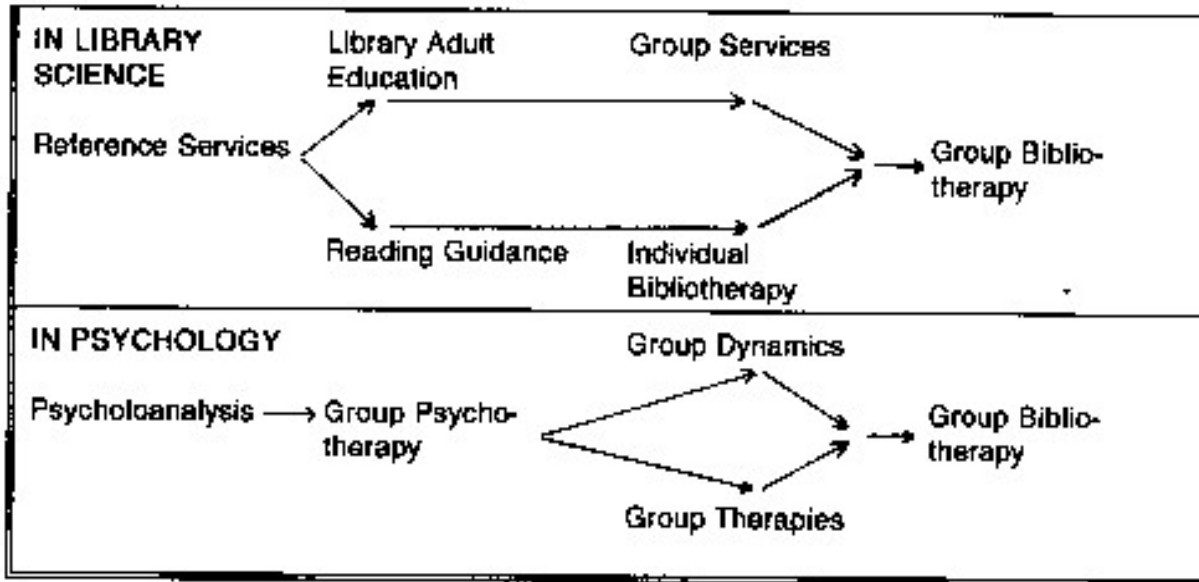 IN LIBRARY
SCIENCE
Library Adult
Education
Group Services
Reference Services
Group Biblio-
therapy
Reading Guidance
Individual
Bibliotherapy
IN PSYCHOLOGY
Group Dynamics
Psycholoanalysis
Group Psycho-
therapy
Group Biblio-
therapy
Group Therapies